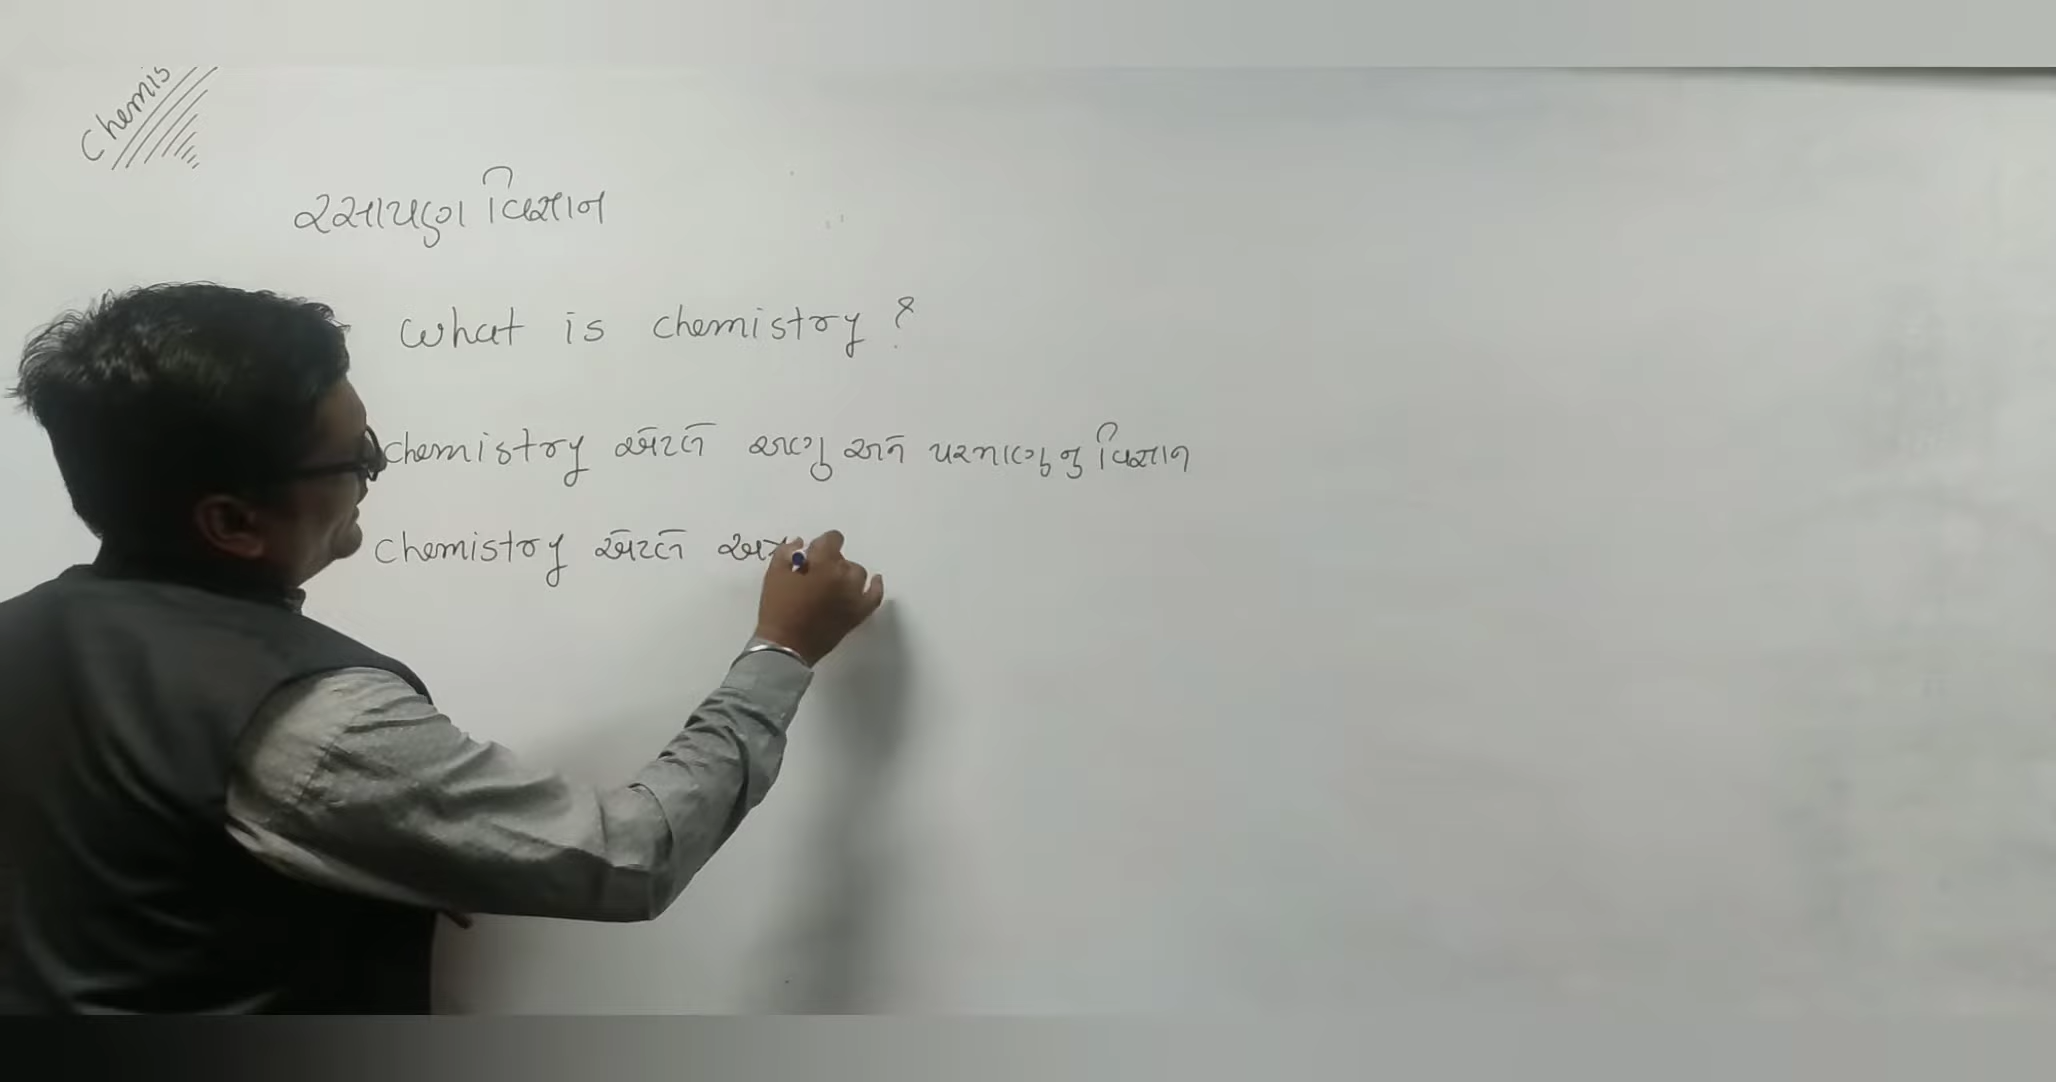 Chemis
રસાયણ વિજ્ઞાન
What is chemistry ?
chemistry એટલે અણુ અને પરમાણુનુ વિજ્ઞાન
chemistry એટલે